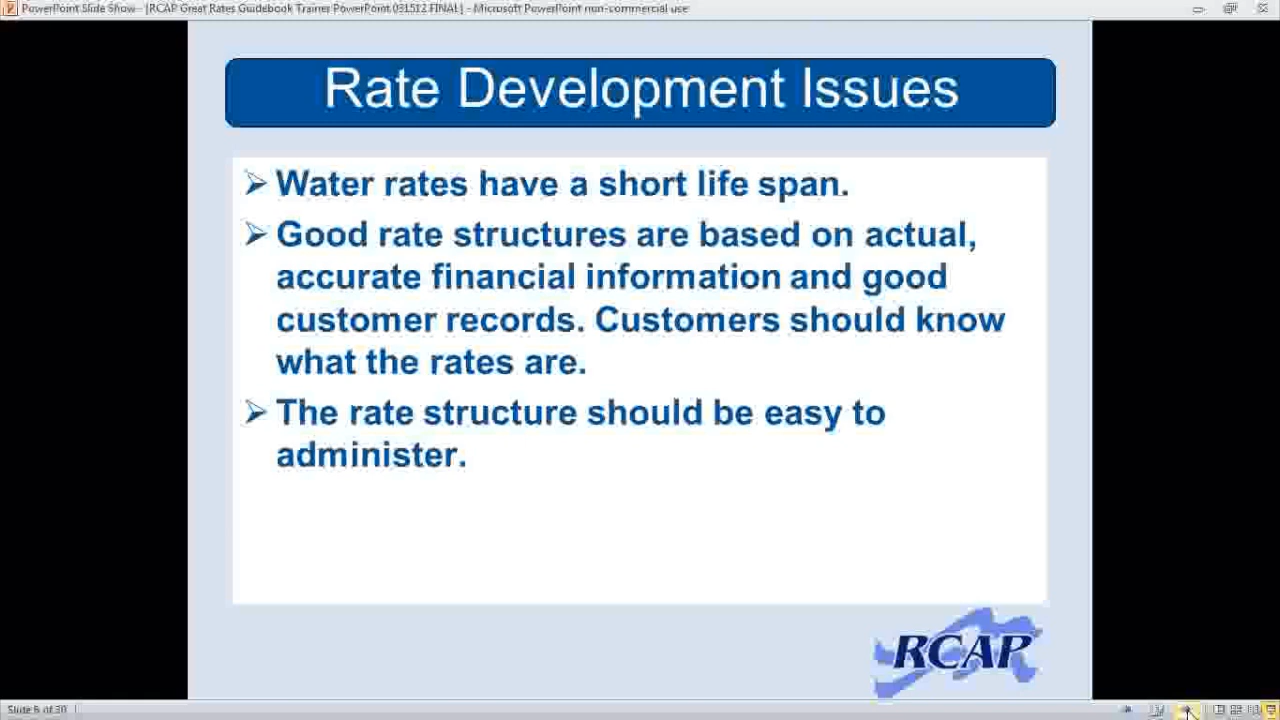 PowerPoint Slide Show - [RCAP Great Rates Guidebook Trainer PowerPoint 091512 FINAL] - Microsoft PowerPoint non-commercial use
Rate Development Issues
Water rates have a short life span.
Good rate structures are based on actual,
accurate financial information and good
customer records. Customers should know
what the rates are.
The rate structure should be easy to
administer.
RCAP
Slide 6 of 30